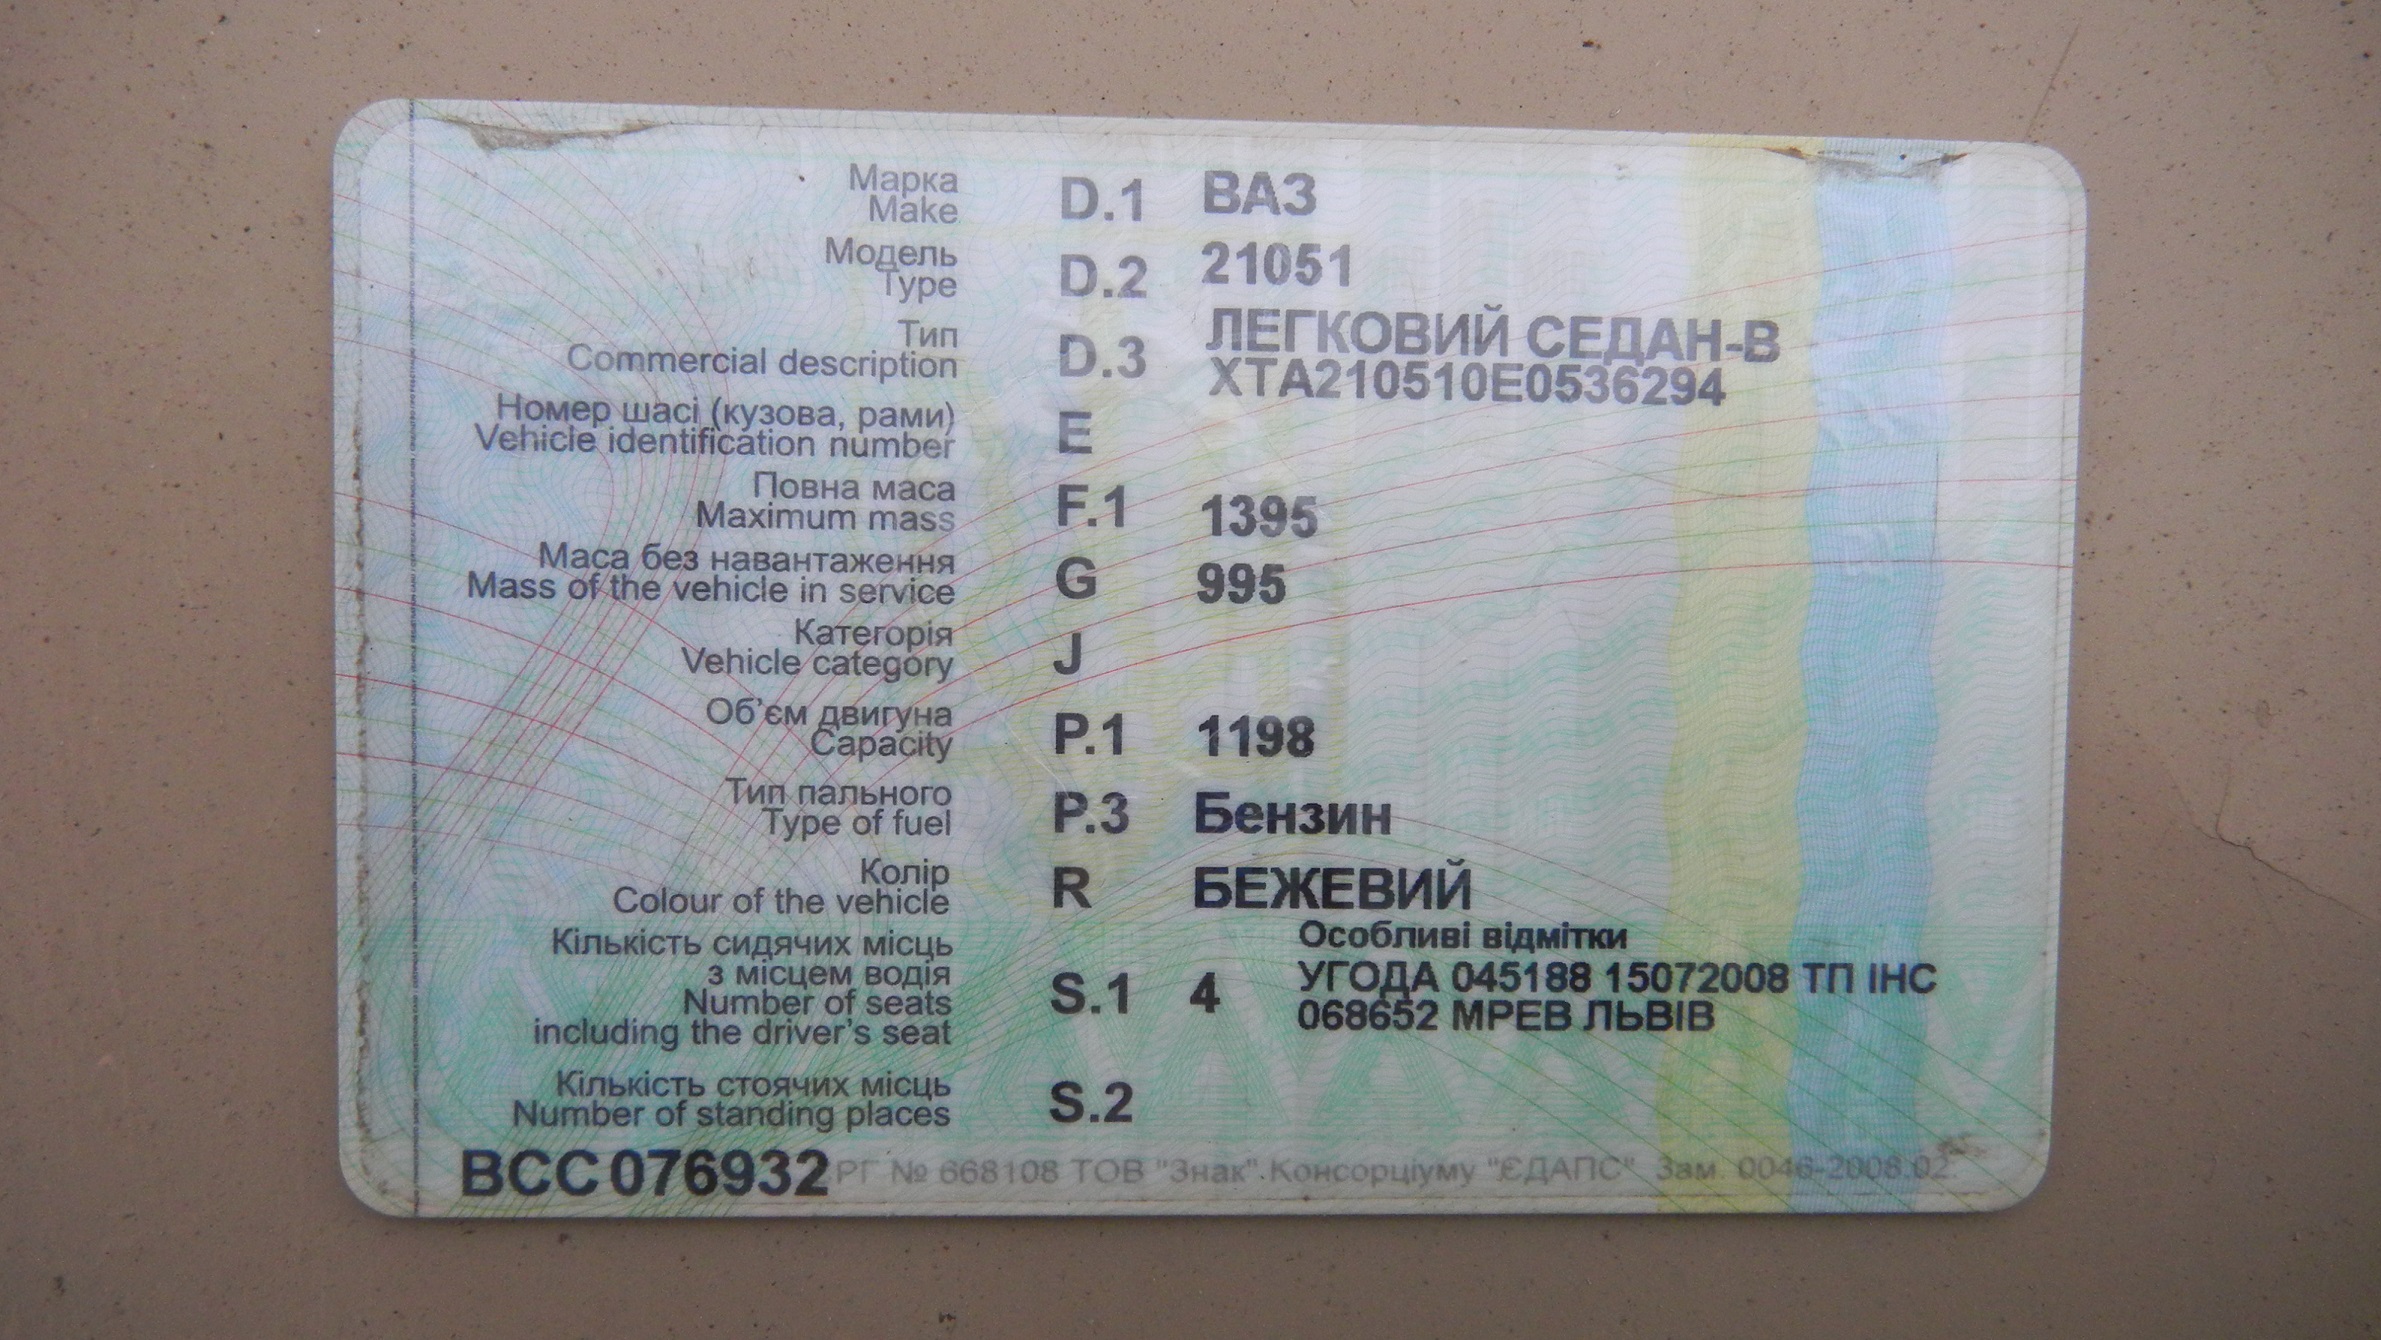 Марка
Make
D.1 ВАЗ
Модель
Type
D.2 21051
Тип
Commercial description
D.3 ЛЕГКОВИЙ СЕДАН-В
XTA210510E0536294
Номер шасі (кузова, рами)
Vehicle identification number
E
Повна маса
Maximum mass
F.1 1395
Маса без навантаження
Mass of the vehicle in service
G 995
Категорія
Vehicle category
J
Об'єм двигуна
Capacity
P.1 1198
Тип пального
Type of fuel
P.3 Бензин
Колір
Colour of the vehicle
R БЕЖЕВИЙ
Кількість сидячих місць
з місцем водія
Number of seats
including the driver's seat
S.1 4
Особливі відмітки
УГОДА 045188 15072008 ТП ІНС
068652 МРЕВ ЛЬВІВ
Кількість стоячих місць
Number of standing places
S.2
ВСС 076932 РГ № 668108 ТОВ "Знак" Консорціуму "ЄДАПС" Зам. 0046-2008.02